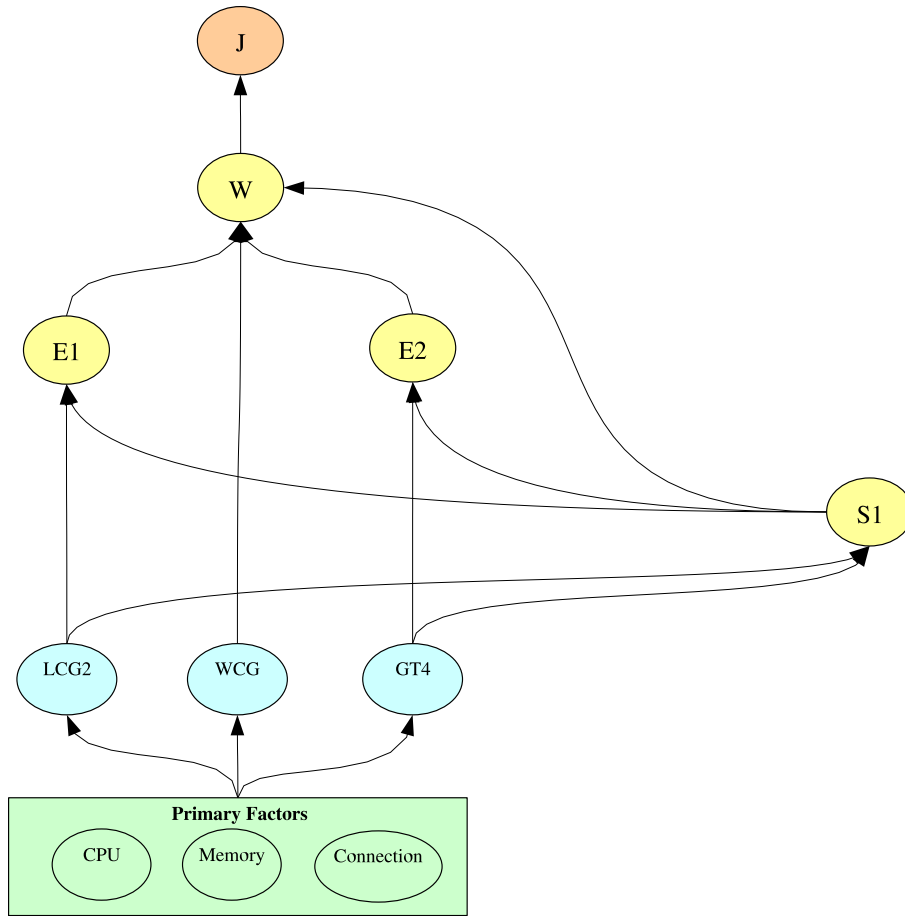 J
W
E1
E2
S1
LCG2
WCG
GT4
Primary Factors
CPU
Memory
Connection